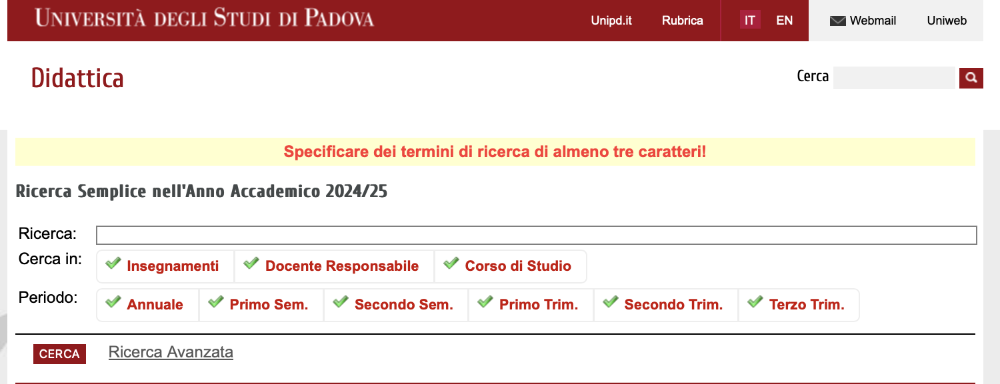 Università degli Studi di Padova
Unipd.it Rubrica IT EN Webmail Uniweb
Didattica
Cerca
Specificare dei termini di ricerca di almeno tre caratteri!
Ricerca Semplice nell'Anno Accademico 2024/25
Ricerca:
Cerca in: Insegnamenti Docente Responsabile Corso di Studio
Periodo: Annuale Primo Sem. Secondo Sem. Primo Trim. Secondo Trim. Terzo Trim.
CERCA Ricerca Avanzata